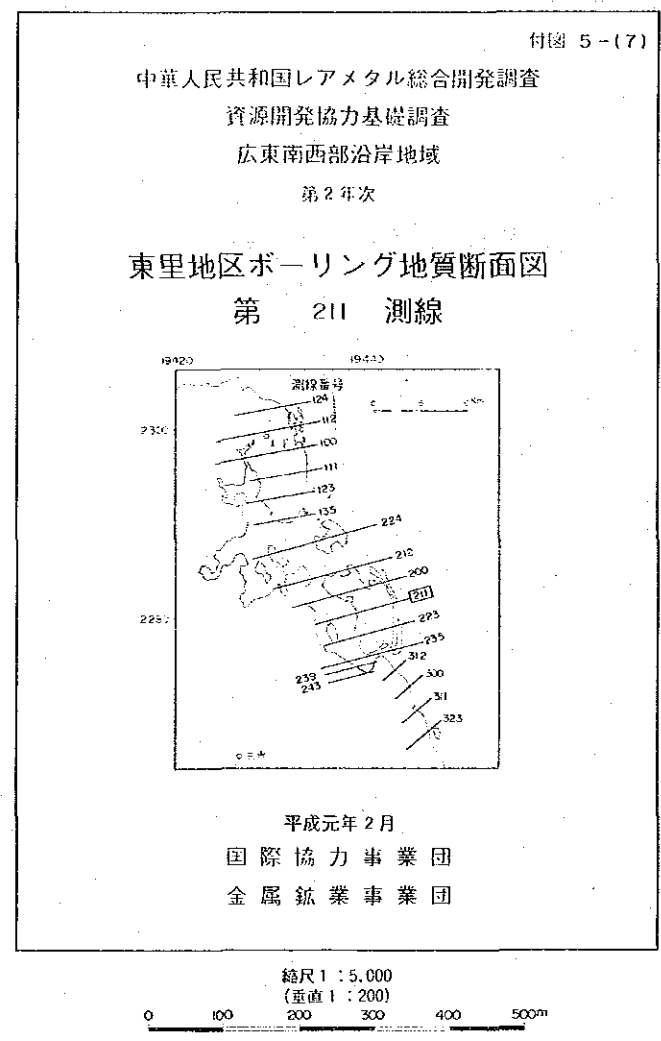 付図 5-(7)
中華人民共和国レアメタル総合開発調査
資源開発協力基礎調査
広東南西部沿岸地域
第2年次
東里地区ボーリング地質断面図
第 211 測線
19420 19440
測線番号
124
112
2300
100
111
123
135
224
212
200
211
223
235
312
239
243
300
311
323
平成元年2月
国際協力事業団
金属鉱業事業団
縮尺1:5,000
(垂直1:200)
0 100 200 300 400 500m